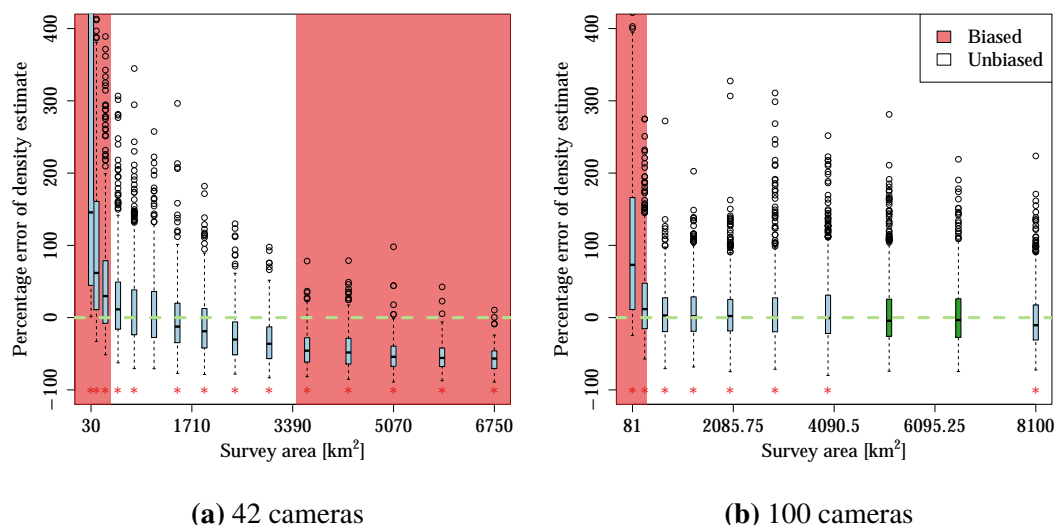 Percentage error of density estimate
400
300
200
100
0
−100
* * * * * * * * * * * * * *
30 1710 3390 5070 6750
Survey area [km²]
(a) 42 cameras
Percentage error of density estimate
400
300
200
100
0
−100
Biased
Unbiased
* * * * * * * *
81 2085.75 4090.5 6095.25 8100
Survey area [km²]
(b) 100 cameras